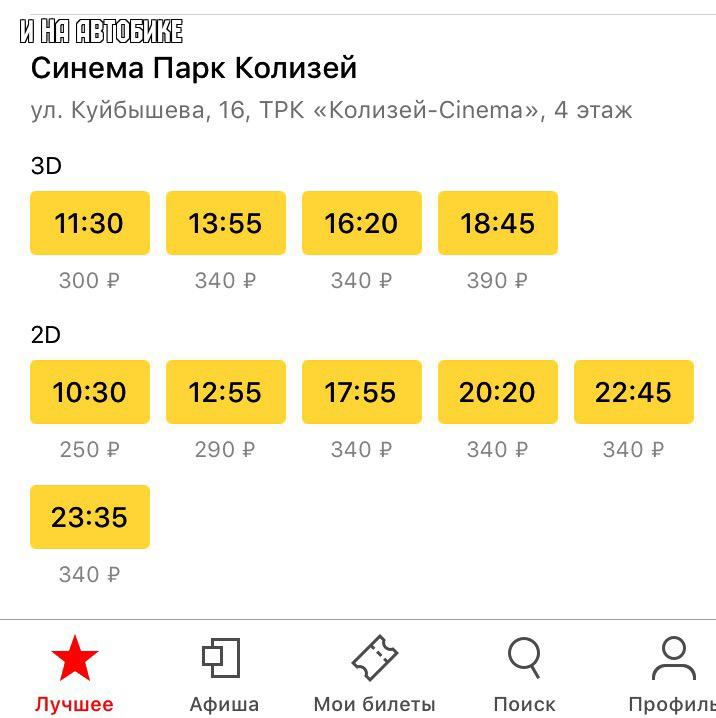 И НА АВТОБИКЕ
Синема Парк Колизей
ул. Куйбышева, 16, ТРК «Колизей-Cinema», 4 этаж
3D
11:30 13:55 16:20 18:45
300 ₽ 340 ₽ 340 ₽ 390 ₽
2D
10:30 12:55 17:55 20:20 22:45
250 ₽ 290 ₽ 340 ₽ 340 ₽ 340 ₽
23:35
340 ₽
Лучшее Афиша Мои билеты Поиск Профиль